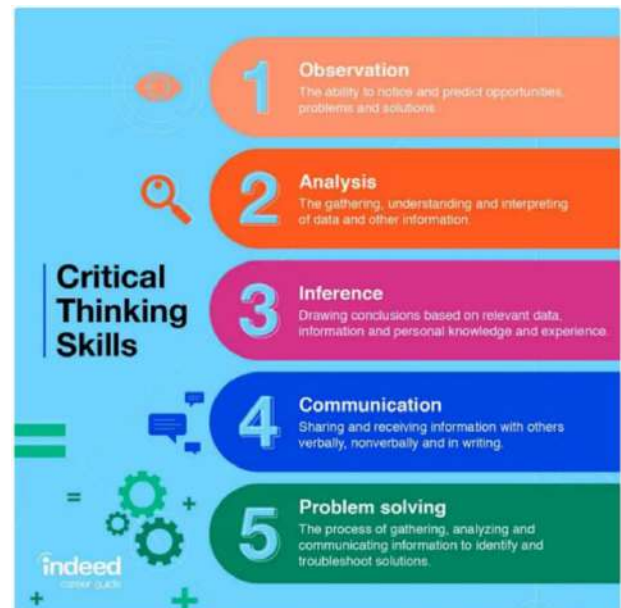 Critical
Thinking
Skills
1
Observation
The ability to notice and predict opportunities,
problems and solutions.
2
Analysis
The gathering, understanding and interpreting
of data and other information.
3
Inference
Drawing conclusions based on relevant data,
information and personal knowledge and experience.
4
Communication
Sharing and receiving information with others
verbally, nonverbally and in writing.
5
Problem solving
The process of gathering, analyzing and
communicating information to identify and
troubleshoot solutions.
indeed
career guide